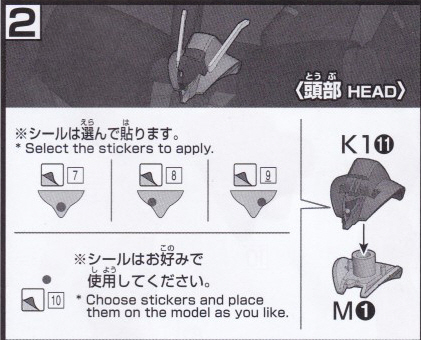 2
〈頭部 HEAD〉
とうぶ
※シールは選んで貼ります。
えら
は
* Select the stickers to apply.
7
8
9
K1⓫
M❶
※シールはお好みで
この
使用してください。
しよう
10
* Choose stickers and place
them on the model as you like.